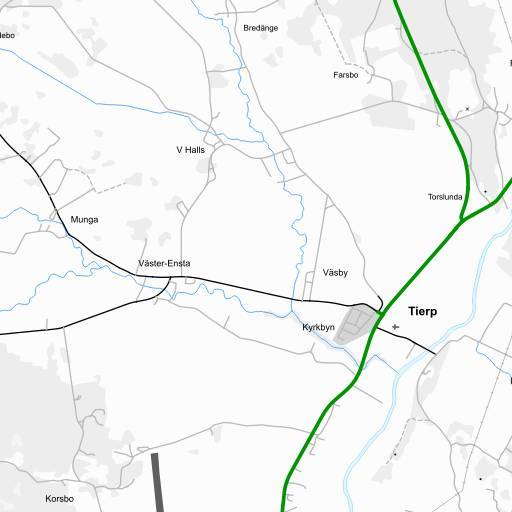 Bredänge
Farsbo
V Halls
Torslunda
Munga
Väster-Ensta
Väsby
Tierp
Kyrkbyn
Korsbo